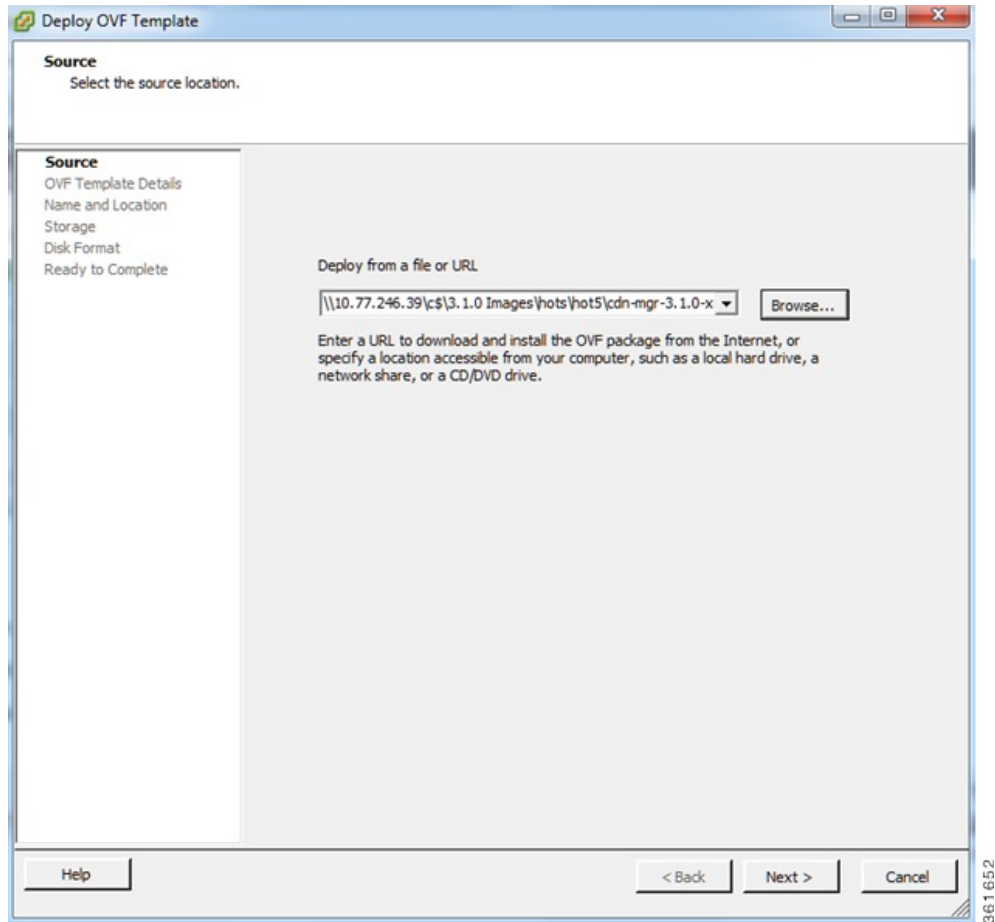 Deploy OVF Template
Source
Select the source location.
Source
OVF Template Details
Name and Location
Storage
Disk Format
Ready to Complete
Deploy from a file or URL
\\10.77.246.39\c$\3.1.0 Images\hots\hot5\cdn-mgr-3.1.0-x
Browse...
Enter a URL to download and install the OVF package from the Internet, or
specify a location accessible from your computer, such as a local hard drive, a
network share, or a CD/DVD drive.
Help
< Back
Next >
Cancel
361652